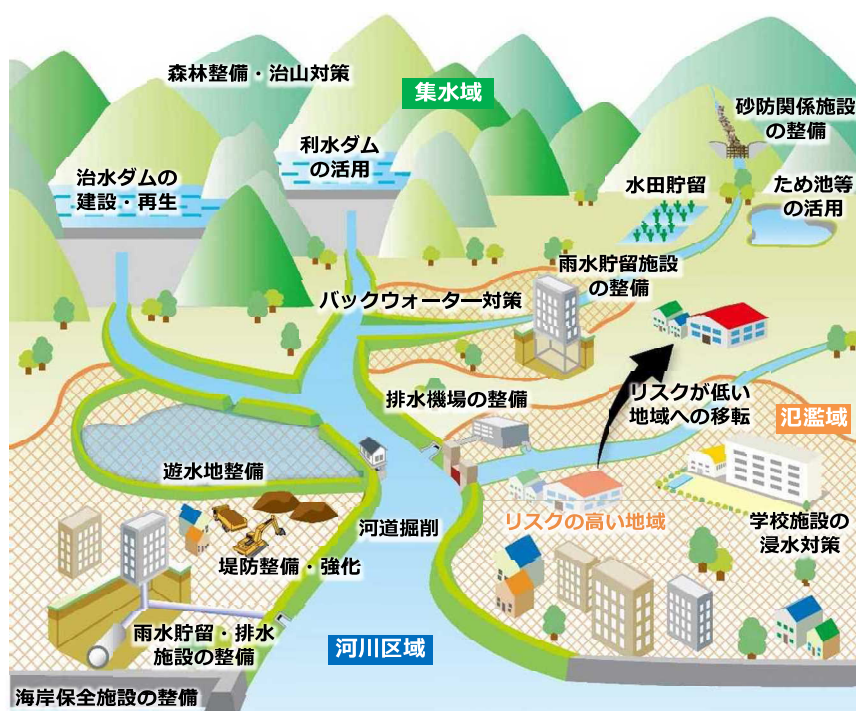 森林整備・治山対策
集水域
砂防関係施設
の整備
利水ダム
の活用
治水ダムの
建設・再生
水田貯留
ため池等
の活用
雨水貯留施設
の整備
バックウォーター対策
排水機場の整備
リスクが低い
地域への移転
氾濫域
遊水地整備
リスクの高い地域
学校施設の
浸水対策
河道掘削
堤防整備・強化
雨水貯留・排水
施設の整備
河川区域
海岸保全施設の整備